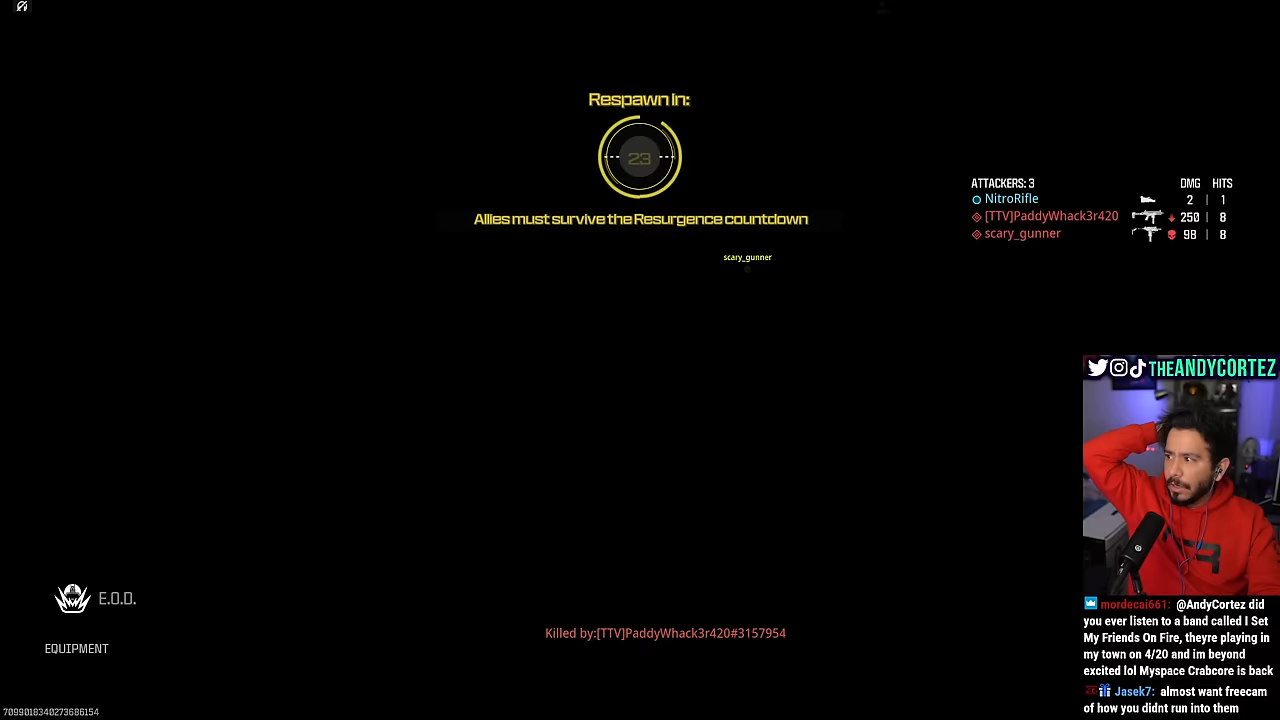 Respawn In:
23
Allies must survive the Resurgence countdown
scary_gunner
ATTACKERS: 3 DMG HITS
NitroRifle 2 | 1
[TTV]PaddyWhack3r420 250 | 8
scary_gunner 98 | 8
THEANDYCORTEZ
E.O.D.
EQUIPMENT
Killed by:[TTV]PaddyWhack3r420#3157954
mordecai661: @AndyCortez did
you ever listen to a band called I Set
My Friends On Fire, theyre playing in
my town on 4/20 and im beyond
excited lol Myspace Crabcore is back
Jasek7: almost want freecam
of how you didnt run into them
7099018340273686154